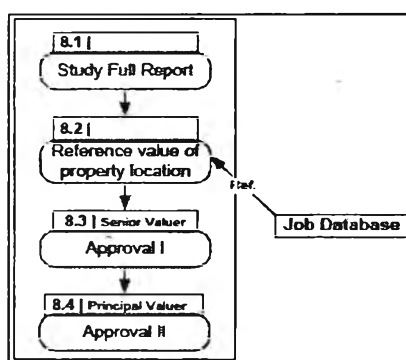 8.1 |
Study Full Report
8.2 |
Reference value of
property location
Ref.
Job Database
8.3 | Senior Valuer
Approval I
8.4 | Principal Valuer
Approval II